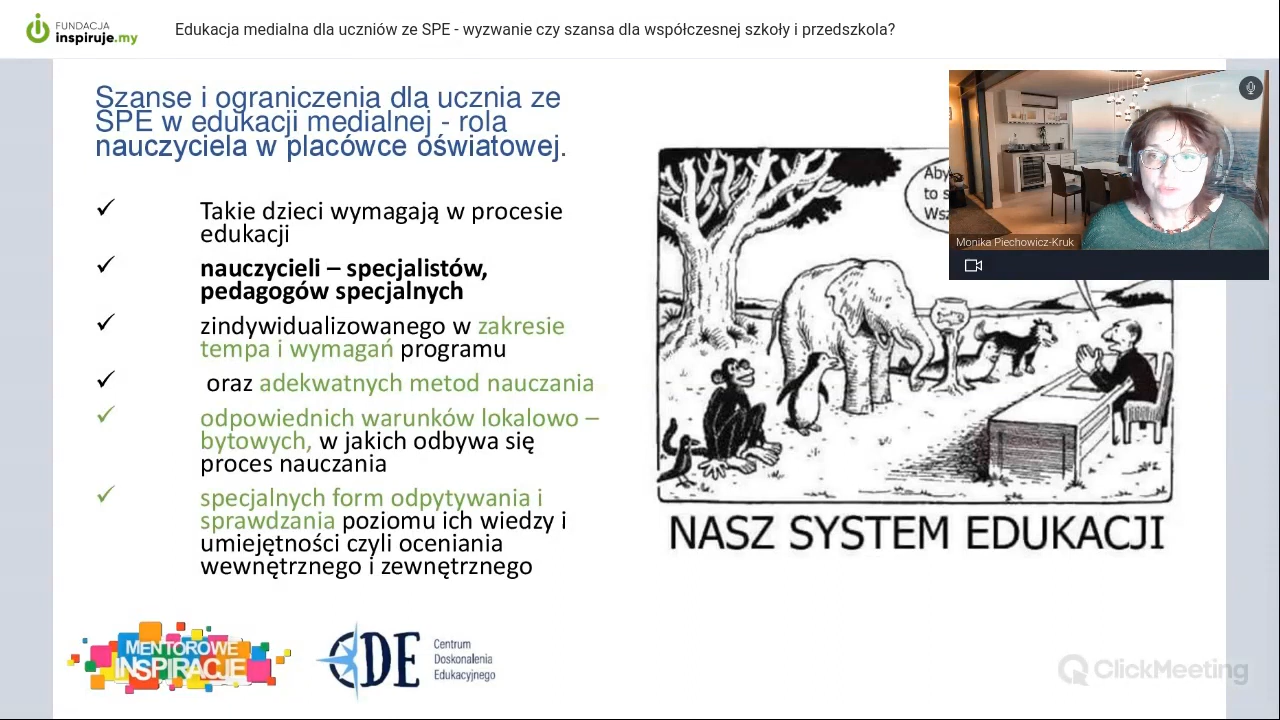 FUNDACJA
inspiruje.my
Edukacja medialna dla uczniów ze SPE - wyzwanie czy szansa dla współczesnej szkoły i przedszkola?
Szanse i ograniczenia dla ucznia ze
SPE w edukacji medialnej - rola
nauczyciela w placówce oświatowej.
Takie dzieci wymagają w procesie
edukacji
nauczycieli – specjalistów,
pedagogów specjalnych
zindywidualizowanego w zakresie
tempa i wymagań programu
oraz adekwatnych metod nauczania
odpowiednich warunków lokalowo –
bytowych, w jakich odbywa się
proces nauczania
specjalnych form odpytywania i
sprawdzania poziomu ich wiedzy i
umiejętności czyli oceniania
wewnętrznego i zewnętrznego
Aby
to s
Wsz
Monika Piechowicz-Kruk
NASZ SYSTEM EDUKACJI
MENTOROWE
INSPIRACJE
CDE
Centrum
Doskonalenia
Edukacyjnego
ClickMeeting